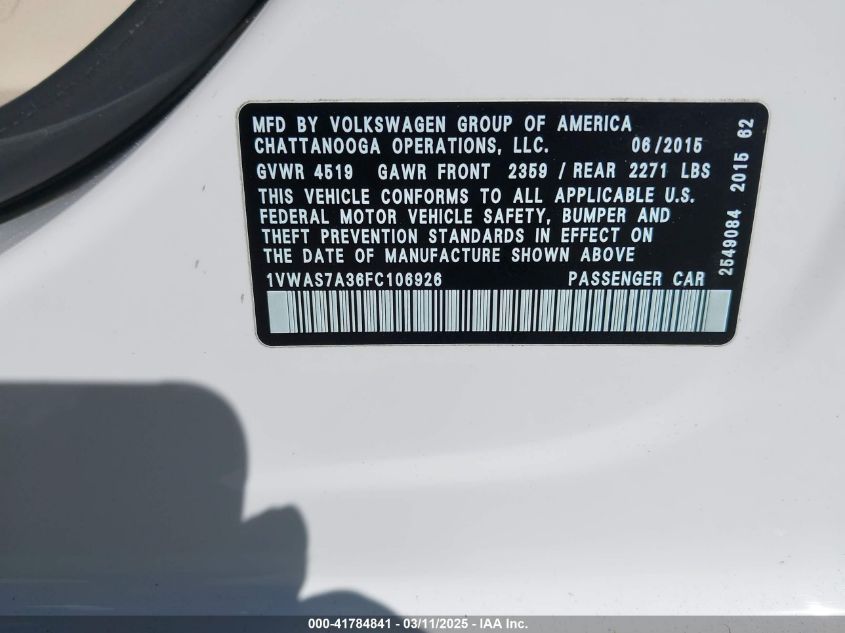 MFD BY VOLKSWAGEN GROUP OF AMERICA
CHATTANOOGA OPERATIONS, LLC. 06/2015
GVWR 4519 GAWR FRONT 2359 / REAR 2271 LBS
THIS VEHICLE CONFORMS TO ALL APPLICABLE U.S.
FEDERAL MOTOR VEHICLE SAFETY, BUMPER AND
THEFT PREVENTION STANDARDS IN EFFECT ON
THE DATE OF MANUFACTURE SHOWN ABOVE
1VWAS7A36FC106926 PASSENGER CAR
2549084 2015 62
000-41784841 - 03/11/2025 - © IAA Inc.